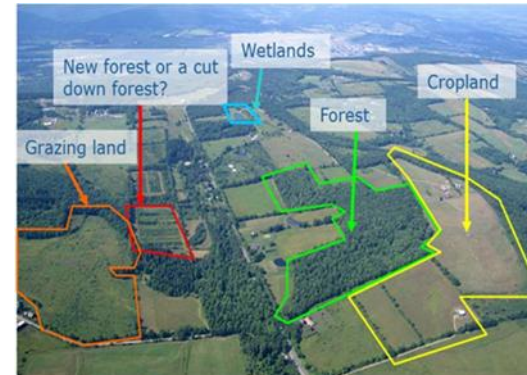 Wetlands
New forest or a cut
down forest?
Cropland
Forest
Grazing land